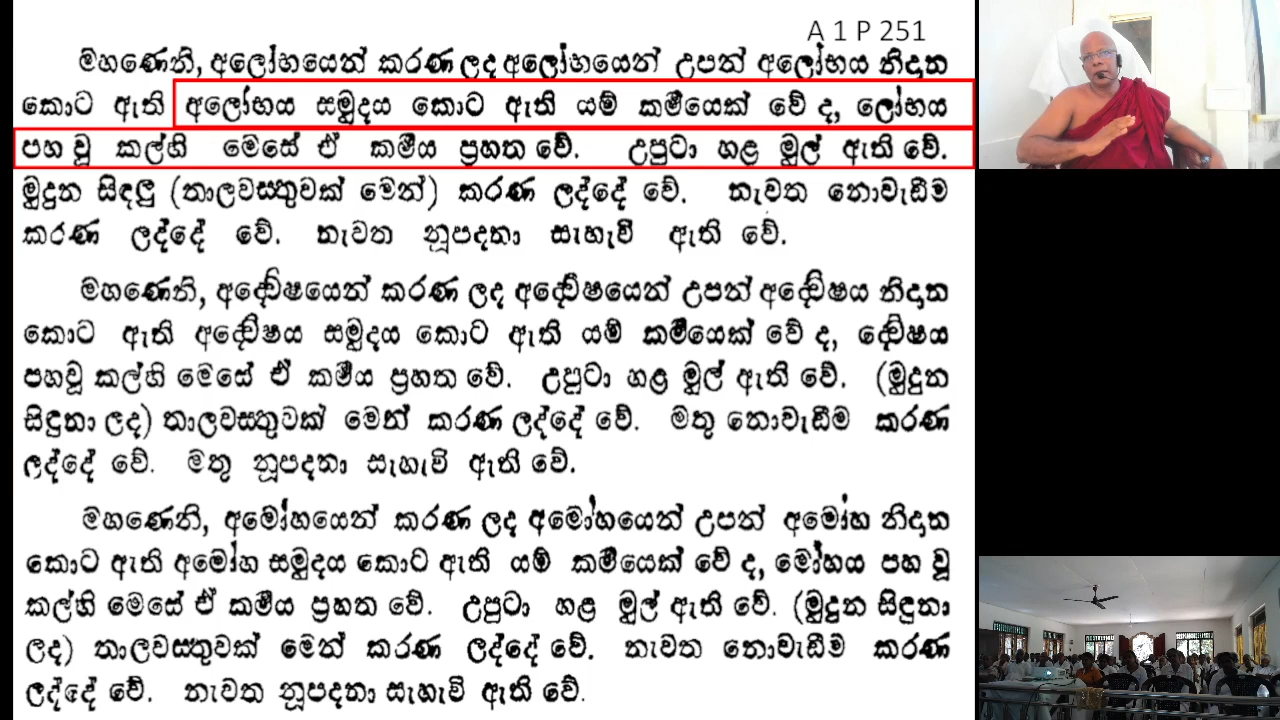 A 1 P 251
මහණෙනි, අලෝභයෙන් කරණ ලද අලෝභයෙන් උපන් අලෝභය නිදාන
කොට ඇති අලෝභය සමුදය කොට ඇති යම් කර්‍මයෙක් වේ ද, ලෝභය
පහ වූ කල්හි මෙසේ ඒ කර්‍මය ප්‍රහත වේ. උපුටා හළ මුල් ඇති වේ.
මුදුන සිඳලු (තාලවස්තුවක් මෙන්) කරණ ලද්දේ වේ. නැවත නොවැඩීම
කරණ ලද්දේ වේ. නැවත නූපදනා සැහැවි ඇති වේ.
මහණෙනි, අද්වේෂයෙන් කරණ ලද අද්වේෂයෙන් උපන් අද්වේෂය නිදාන
කොට ඇති අද්වේෂය සමුදය කොට ඇති යම් කර්‍මයෙක් වේ ද, ද්වේෂය
පහවූ කල්හි මෙසේ ඒ කර්‍මය ප්‍රහත වේ. උපුටා හළ මුල් ඇති වේ. (මුදුන
සිඳුනා ලද) තාලවස්තුවක් මෙන් කරණ ලද්දේ වේ. මතු නොවැඩීම කරණ
ලද්දේ වේ. මතු නූපදනා සැහැවි ඇති වේ.
මහණෙනි, අමෝහයෙන් කරණ ලද අමෝහයෙන් උපන් අමෝහ නිදාන
කොට ඇති අමෝහ සමුදය කොට ඇති යම් කර්‍මයෙක් වේ ද, මෝහය පහ වූ
කල්හි මෙසේ ඒ කර්‍මය ප්‍රහත වේ. උපුටා හළ මුල් ඇති වේ. (මුදුන සිඳුනා
ලද) තාලවස්තුවක් මෙන් කරණ ලද්දේ වේ. නැවත නොවැඩීම කරණ
ලද්දේ වේ. නැවත නූපදනා සැහැවි ඇති වේ.